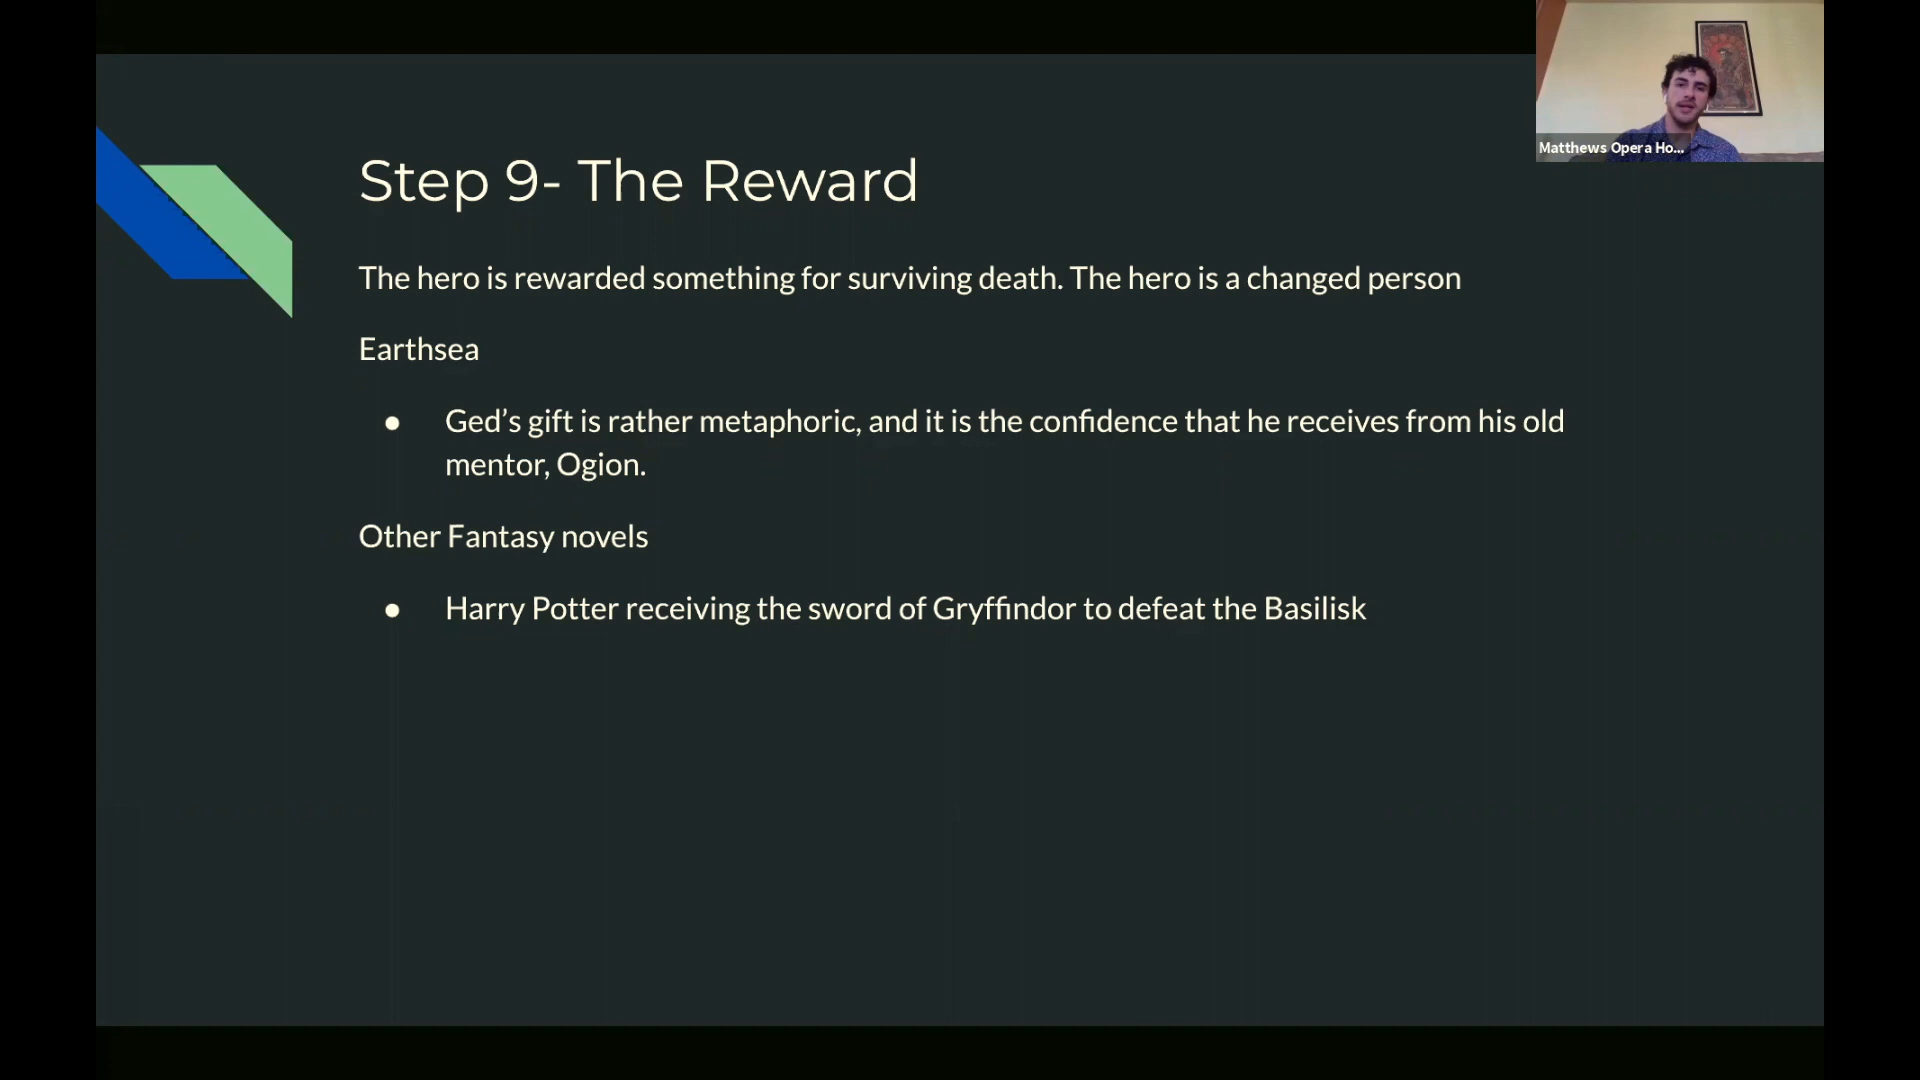 Matthews Opera Ho...
Step 9- The Reward
The hero is rewarded something for surviving death. The hero is a changed person
Earthsea
● Ged’s gift is rather metaphoric, and it is the confidence that he receives from his old
mentor, Ogion.
Other Fantasy novels
● Harry Potter receiving the sword of Gryffindor to defeat the Basilisk